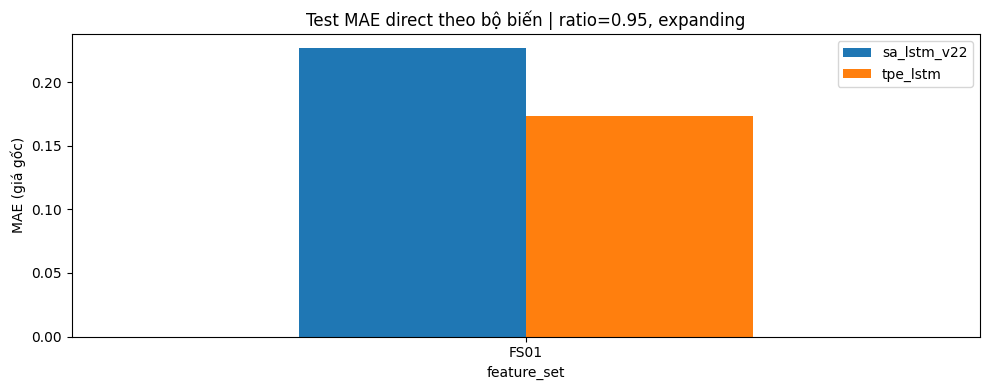 Test MAE direct theo bộ biến | ratio=0.95, expanding
sa_lstm_v22
tpe_lstm
MAE (giá gốc)
0.20
0.15
0.10
0.05
0.00
FS01
feature_set